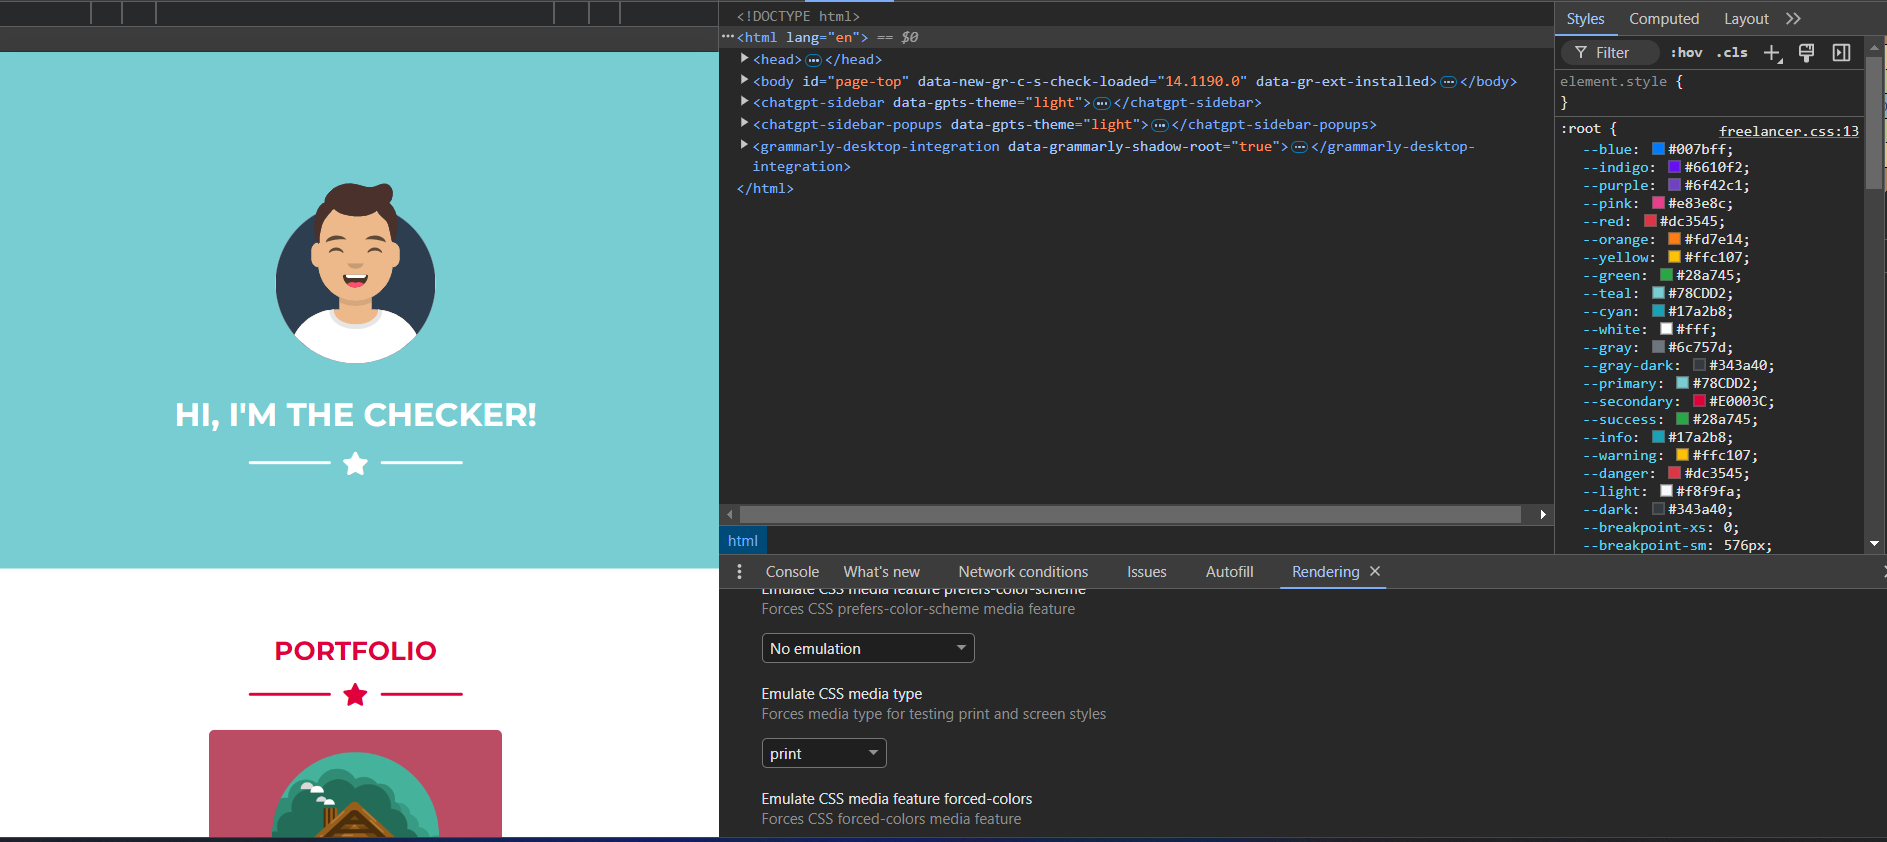 HI, I'M THE CHECKER!
PORTFOLIO
<!DOCTYPE html>
<html lang="en"> == $0
<head> </head>
<body id="page-top" data-new-gr-c-s-check-loaded="14.1190.0" data-gr-ext-installed> </body>
<chatgpt-sidebar data-gpts-theme="light"> </chatgpt-sidebar>
<chatgpt-sidebar-popups data-gpts-theme="light"> </chatgpt-sidebar-popups>
<grammarly-desktop-integration data-grammarly-shadow-root="true"> </grammarly-desktop-
integration>
</html>
html
Styles Computed Layout
Filter :hov .cls
element.style {
}
:root { freelancer.css:13
--blue: #007bff;
--indigo: #6610f2;
--purple: #6f42c1;
--pink: #e83e8c;
--red: #dc3545;
--orange: #fd7e14;
--yellow: #ffc107;
--green: #28a745;
--teal: #78CDD2;
--cyan: #17a2b8;
--white: #fff;
--gray: #6c757d;
--gray-dark: #343a40;
--primary: #78CDD2;
--secondary: #E0003C;
--success: #28a745;
--info: #17a2b8;
--warning: #ffc107;
--danger: #dc3545;
--light: #f8f9fa;
--dark: #343a40;
--breakpoint-xs: 0;
--breakpoint-sm: 576px;
Console What's new Network conditions Issues Autofill Rendering
Emulate CSS media feature prefers-color-scheme
Forces CSS prefers-color-scheme media feature
No emulation
Emulate CSS media type
Forces media type for testing print and screen styles
print
Emulate CSS media feature forced-colors
Forces CSS forced-colors media feature